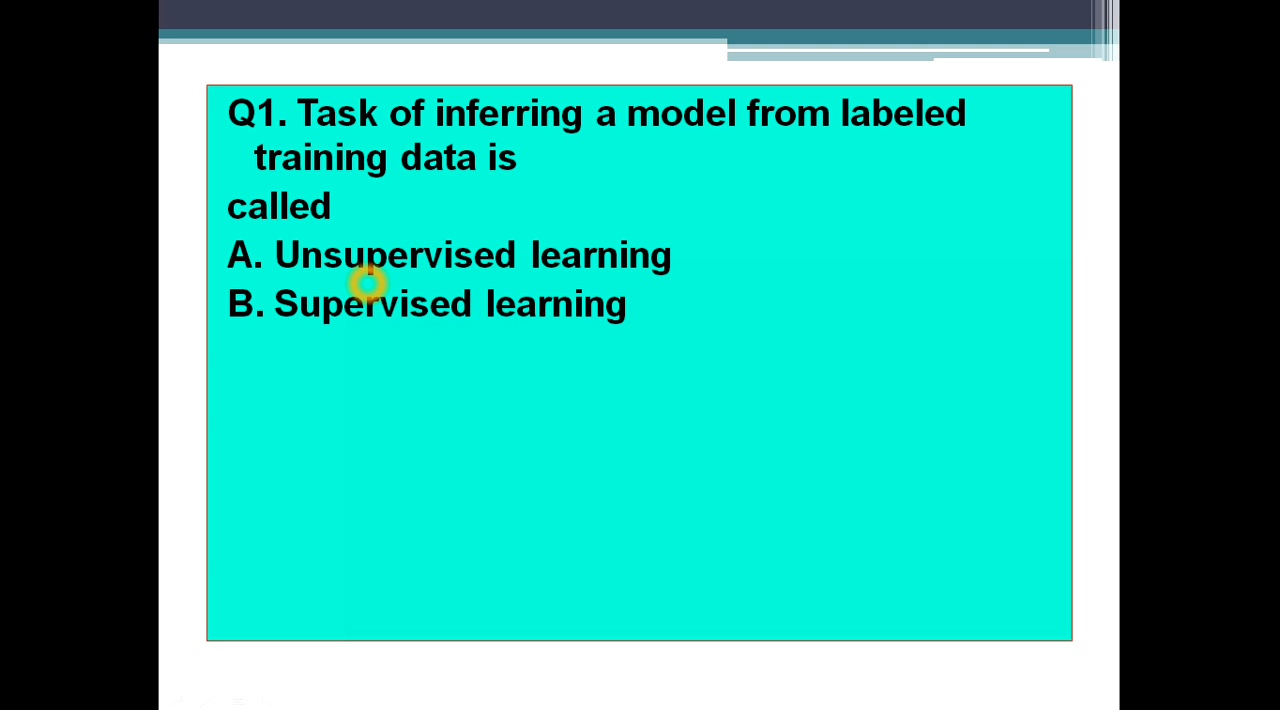 Q1. Task of inferring a model from labeled
training data is
called
A. Unsupervised learning
B. Supervised learning